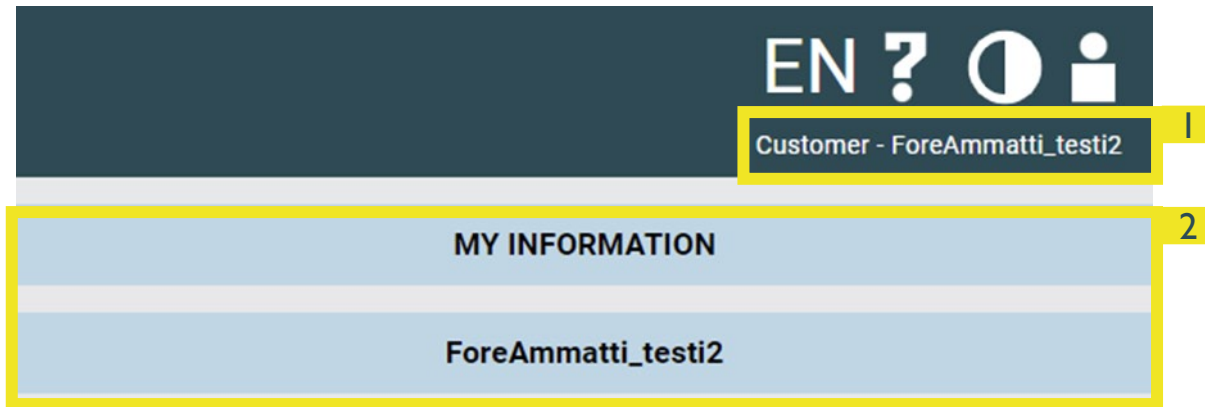 EN ?
Customer - ForeAmmatti_testi2
1
MY INFORMATION
2
ForeAmmatti_testi2